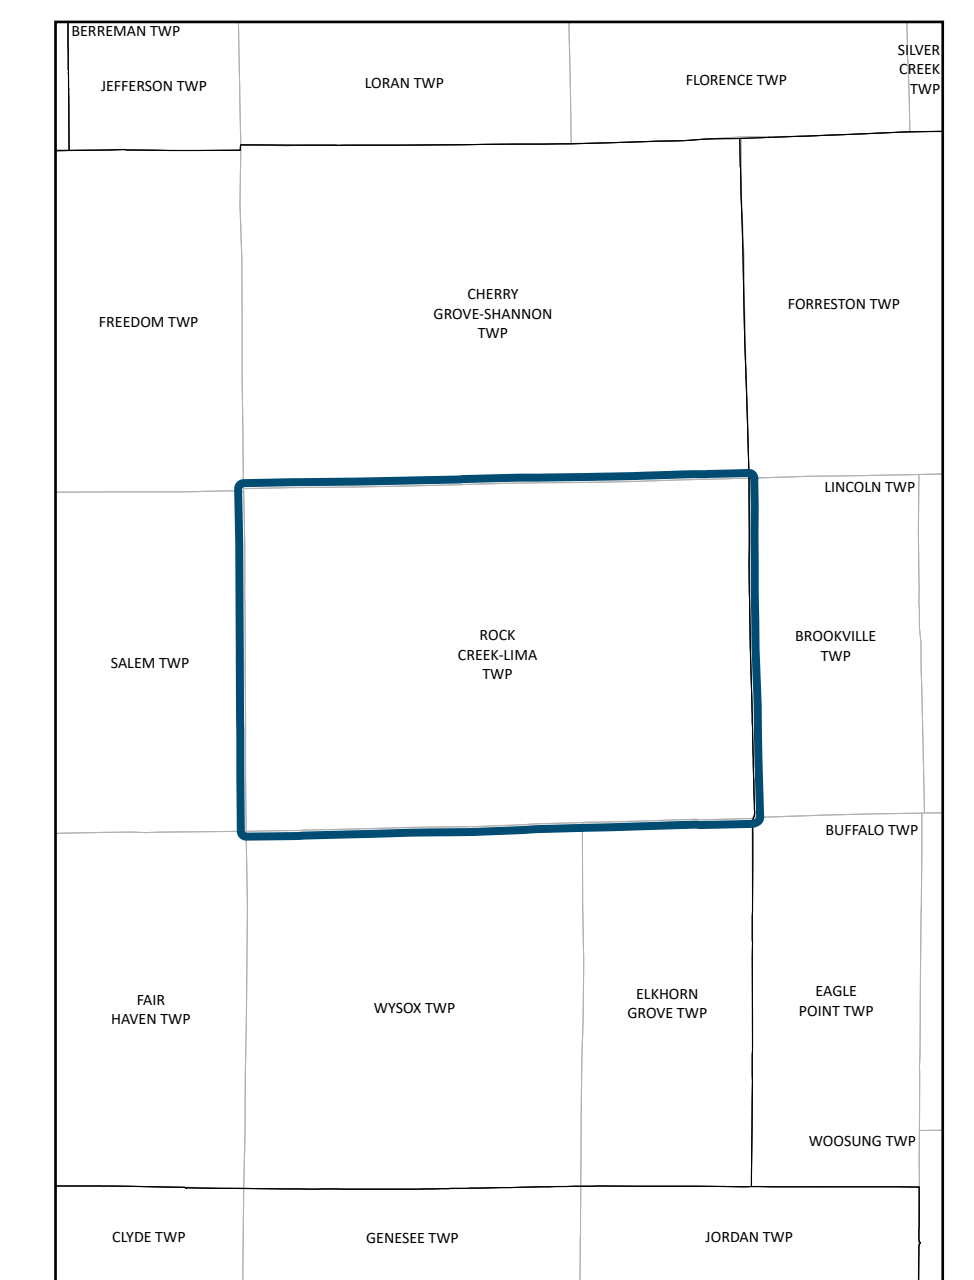 BERREMAN TWP
JEFFERSON TWP
LORAN TWP
FLORENCE TWP
SILVER
CREEK
TWP
FREEDOM TWP
CHERRY
GROVE-SHANNON
TWP
FORRESTON TWP
LINCOLN TWP
SALEM TWP
ROCK
CREEK-LIMA
TWP
BROOKVILLE
TWP
BUFFALO TWP
FAIR
HAVEN TWP
WYSOX TWP
ELKHORN
GROVE TWP
EAGLE
POINT TWP
WOOSUNG TWP
CLYDE TWP
GENESEE TWP
JORDAN TWP